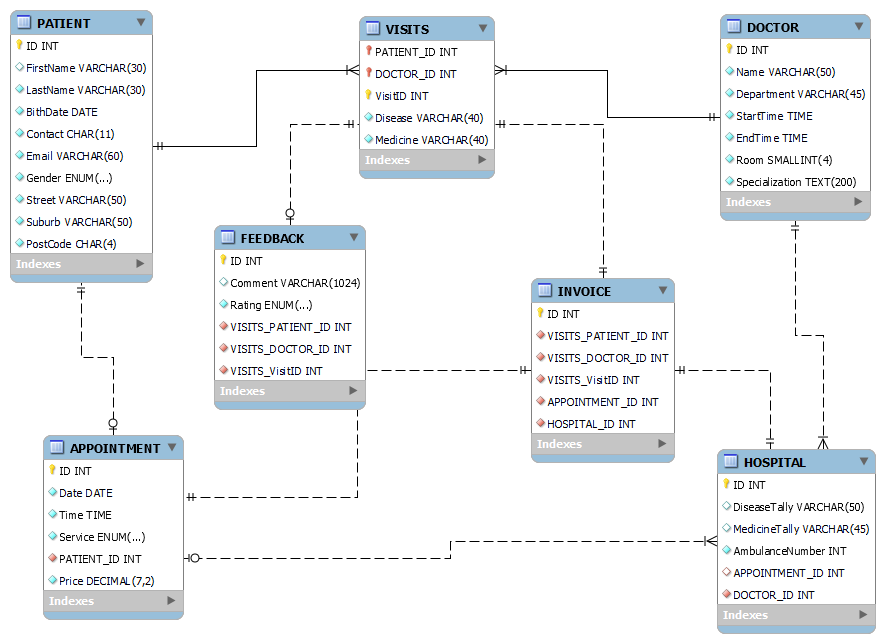 PATIENT
ID INT
FirstName VARCHAR(30)
LastName VARCHAR(30)
BithDate DATE
Contact CHAR(11)
Email VARCHAR(60)
Gender ENUM(...)
Street VARCHAR(50)
Suburb VARCHAR(50)
PostCode CHAR(4)
Indexes
VISITS
PATIENT_ID INT
DOCTOR_ID INT
VisitID INT
Disease VARCHAR(40)
Medicine VARCHAR(40)
Indexes
DOCTOR
ID INT
Name VARCHAR(50)
Department VARCHAR(45)
StartTime TIME
EndTime TIME
Room SMALLINT(4)
Specialization TEXT(200)
Indexes
FEEDBACK
ID INT
Comment VARCHAR(1024)
Rating ENUM(...)
VISITS_PATIENT_ID INT
VISITS_DOCTOR_ID INT
VISITS_VisitID INT
Indexes
INVOICE
ID INT
VISITS_PATIENT_ID INT
VISITS_DOCTOR_ID INT
VISITS_VisitID INT
APPOINTMENT_ID INT
HOSPITAL_ID INT
Indexes
APPOINTMENT
ID INT
Date DATE
Time TIME
Service ENUM(...)
PATIENT_ID INT
Price DECIMAL(7,2)
Indexes
HOSPITAL
ID INT
DiseaseTally VARCHAR(50)
MedicineTally VARCHAR(45)
AmbulanceNumber INT
APPOINTMENT_ID INT
DOCTOR_ID INT
Indexes